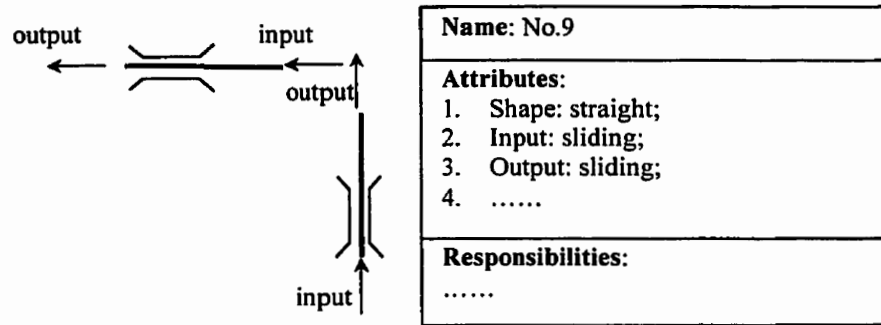 output
input
output
input
Name: No.9
Attributes:
1. Shape: straight;
2. Input: sliding;
3. Output: sliding;
4. ……
Responsibilities:
……